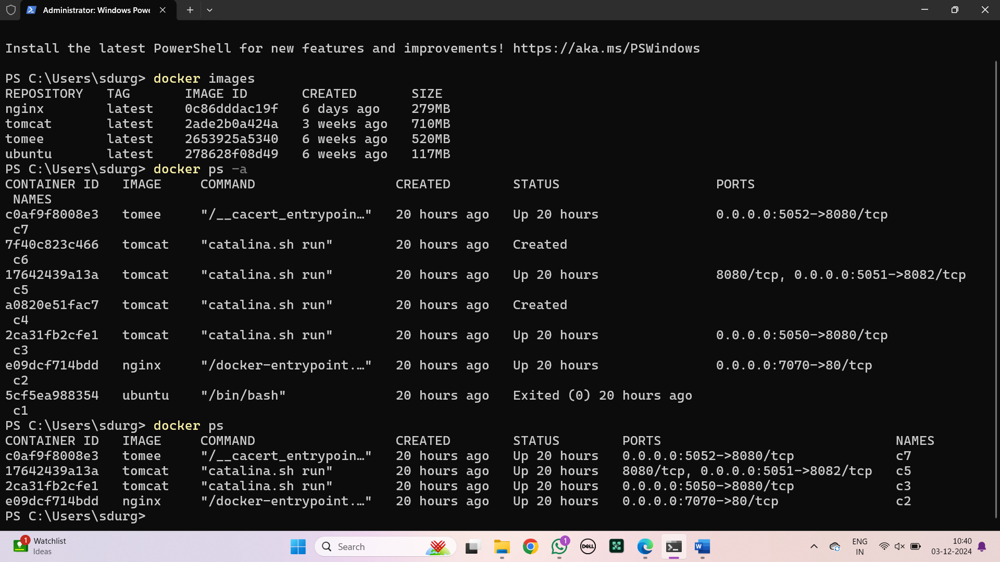 Administrator: Windows Powe
Install the latest PowerShell for new features and improvements! https://aka.ms/PSWindows
PS C:\Users\sdurg> docker images
REPOSITORY   TAG       IMAGE ID       CREATED       SIZE
nginx        latest    0c86dddac19f   6 days ago    279MB
tomcat       latest    2ade2b0a424a   3 weeks ago   710MB
tomee        latest    2653925a5340   6 weeks ago   520MB
ubuntu       latest    278628f08d49   6 weeks ago   117MB
PS C:\Users\sdurg> docker ps -a
CONTAINER ID   IMAGE     COMMAND                  CREATED        STATUS                    PORTS
 NAMES
c0af9f8008e3   tomee     "/__cacert_entrypoin…"   20 hours ago   Up 20 hours               0.0.0.0:5052->8080/tcp
 c7
7f40c823c466   tomcat    "catalina.sh run"        20 hours ago   Created
 c6
17642439a13a   tomcat    "catalina.sh run"        20 hours ago   Up 20 hours               8080/tcp, 0.0.0.0:5051->8082/tcp
 c5
a0820e51fac7   tomcat    "catalina.sh run"        20 hours ago   Created
 c4
2ca31fb2cfe1   tomcat    "catalina.sh run"        20 hours ago   Up 20 hours               0.0.0.0:5050->8080/tcp
 c3
e09dcf714bdd   nginx     "/docker-entrypoint.…"   20 hours ago   Up 20 hours               0.0.0.0:7070->80/tcp
 c2
5cf5ea988354   ubuntu    "/bin/bash"              20 hours ago   Exited (0) 20 hours ago
 c1
PS C:\Users\sdurg> docker ps
CONTAINER ID   IMAGE     COMMAND                  CREATED        STATUS        PORTS                              NAMES
c0af9f8008e3   tomee     "/__cacert_entrypoin…"   20 hours ago   Up 20 hours   0.0.0.0:5052->8080/tcp             c7
17642439a13a   tomcat    "catalina.sh run"        20 hours ago   Up 20 hours   8080/tcp, 0.0.0.0:5051->8082/tcp   c5
2ca31fb2cfe1   tomcat    "catalina.sh run"        20 hours ago   Up 20 hours   0.0.0.0:5050->8080/tcp             c3
e09dcf714bdd   nginx     "/docker-entrypoint.…"   20 hours ago   Up 20 hours   0.0.0.0:7070->80/tcp               c2
PS C:\Users\sdurg>
1 Watchlist
Ideas
Search
1
DELL
W
ENG
IN
10:40
03-12-2024